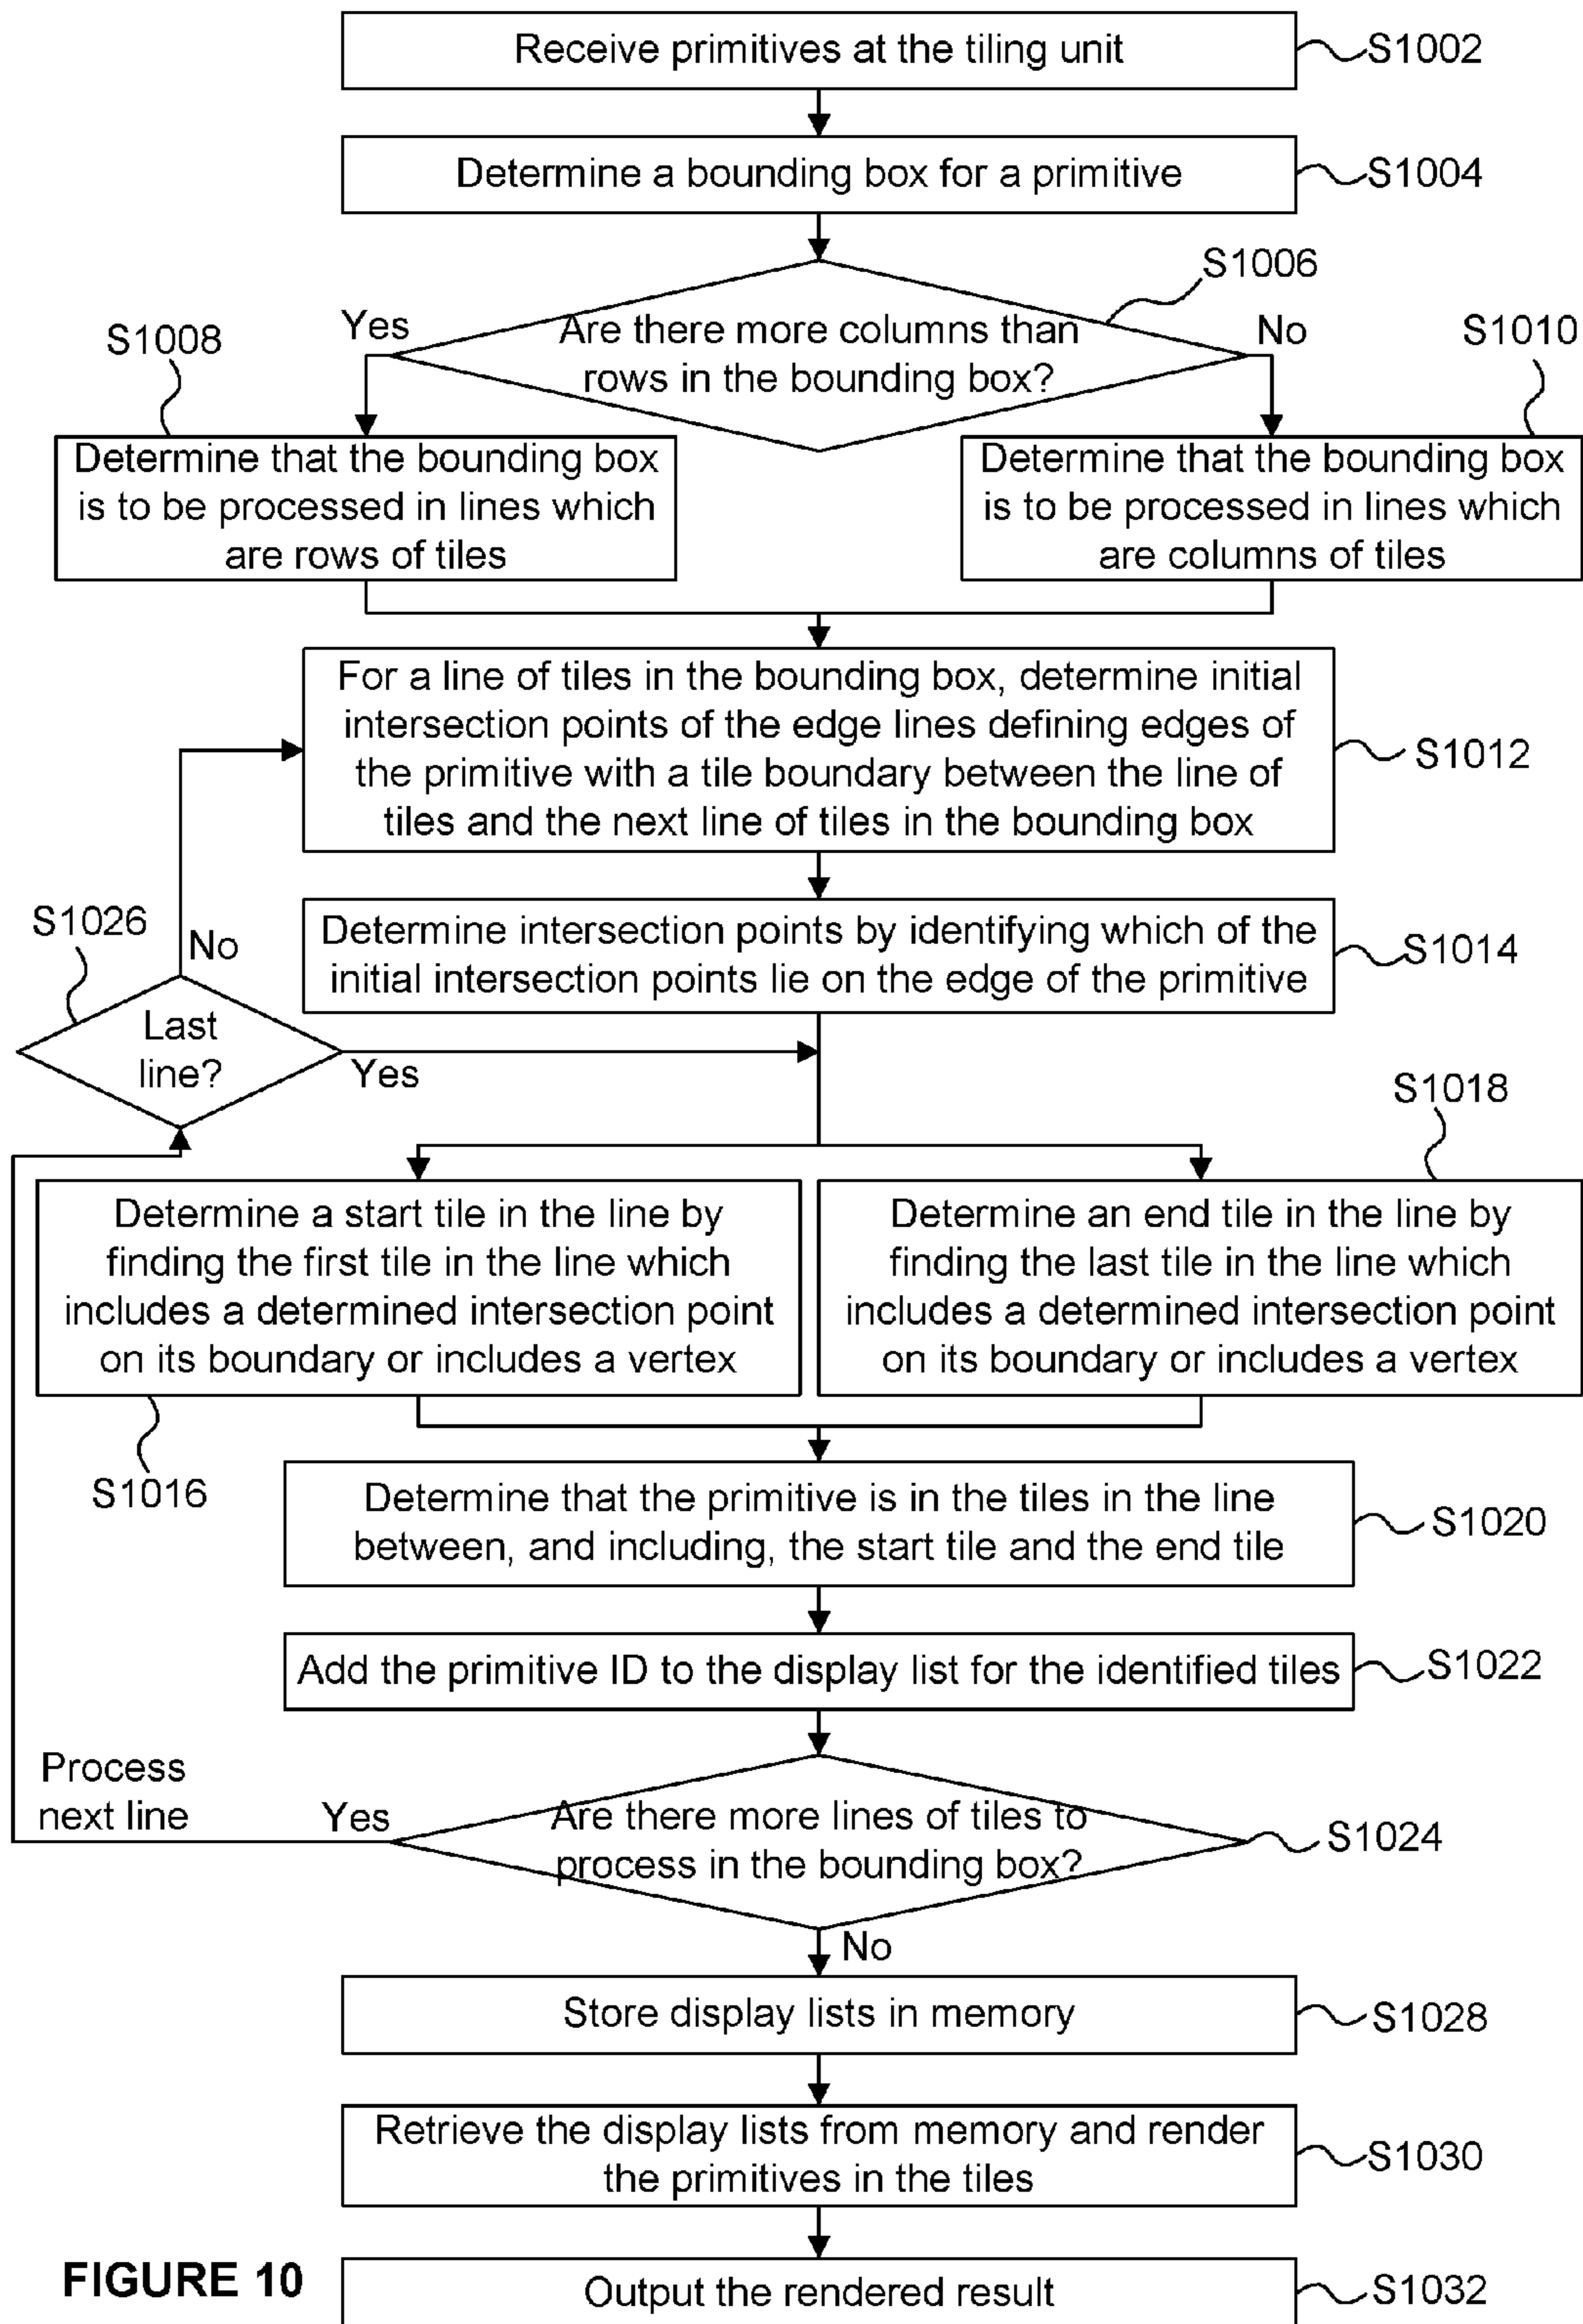 Receive primitives at the tiling unit
S1002
Determine a bounding box for a primitive
S1004
S1006
Are there more columns than
rows in the bounding box?
Yes
No
S1008
S1010
Determine that the bounding box
is to be processed in lines which
are rows of tiles
Determine that the bounding box
is to be processed in lines which
are columns of tiles
For a line of tiles in the bounding box, determine initial
intersection points of the edge lines defining edges of
the primitive with a tile boundary between the line of
tiles and the next line of tiles in the bounding box
S1012
Determine intersection points by identifying which of the
initial intersection points lie on the edge of the primitive
S1014
S1026
No
Last
line?
Yes
S1018
Determine a start tile in the line by
finding the first tile in the line which
includes a determined intersection point
on its boundary or includes a vertex
Determine an end tile in the line by
finding the last tile in the line which
includes a determined intersection point
on its boundary or includes a vertex
S1016
Determine that the primitive is in the tiles in the line
between, and including, the start tile and the end tile
S1020
Add the primitive ID to the display list for the identified tiles
S1022
Process
next line
Yes
Are there more lines of tiles to
process in the bounding box?
S1024
No
Store display lists in memory
S1028
Retrieve the display lists from memory and render
the primitives in the tiles
S1030
FIGURE 10
Output the rendered result
S1032